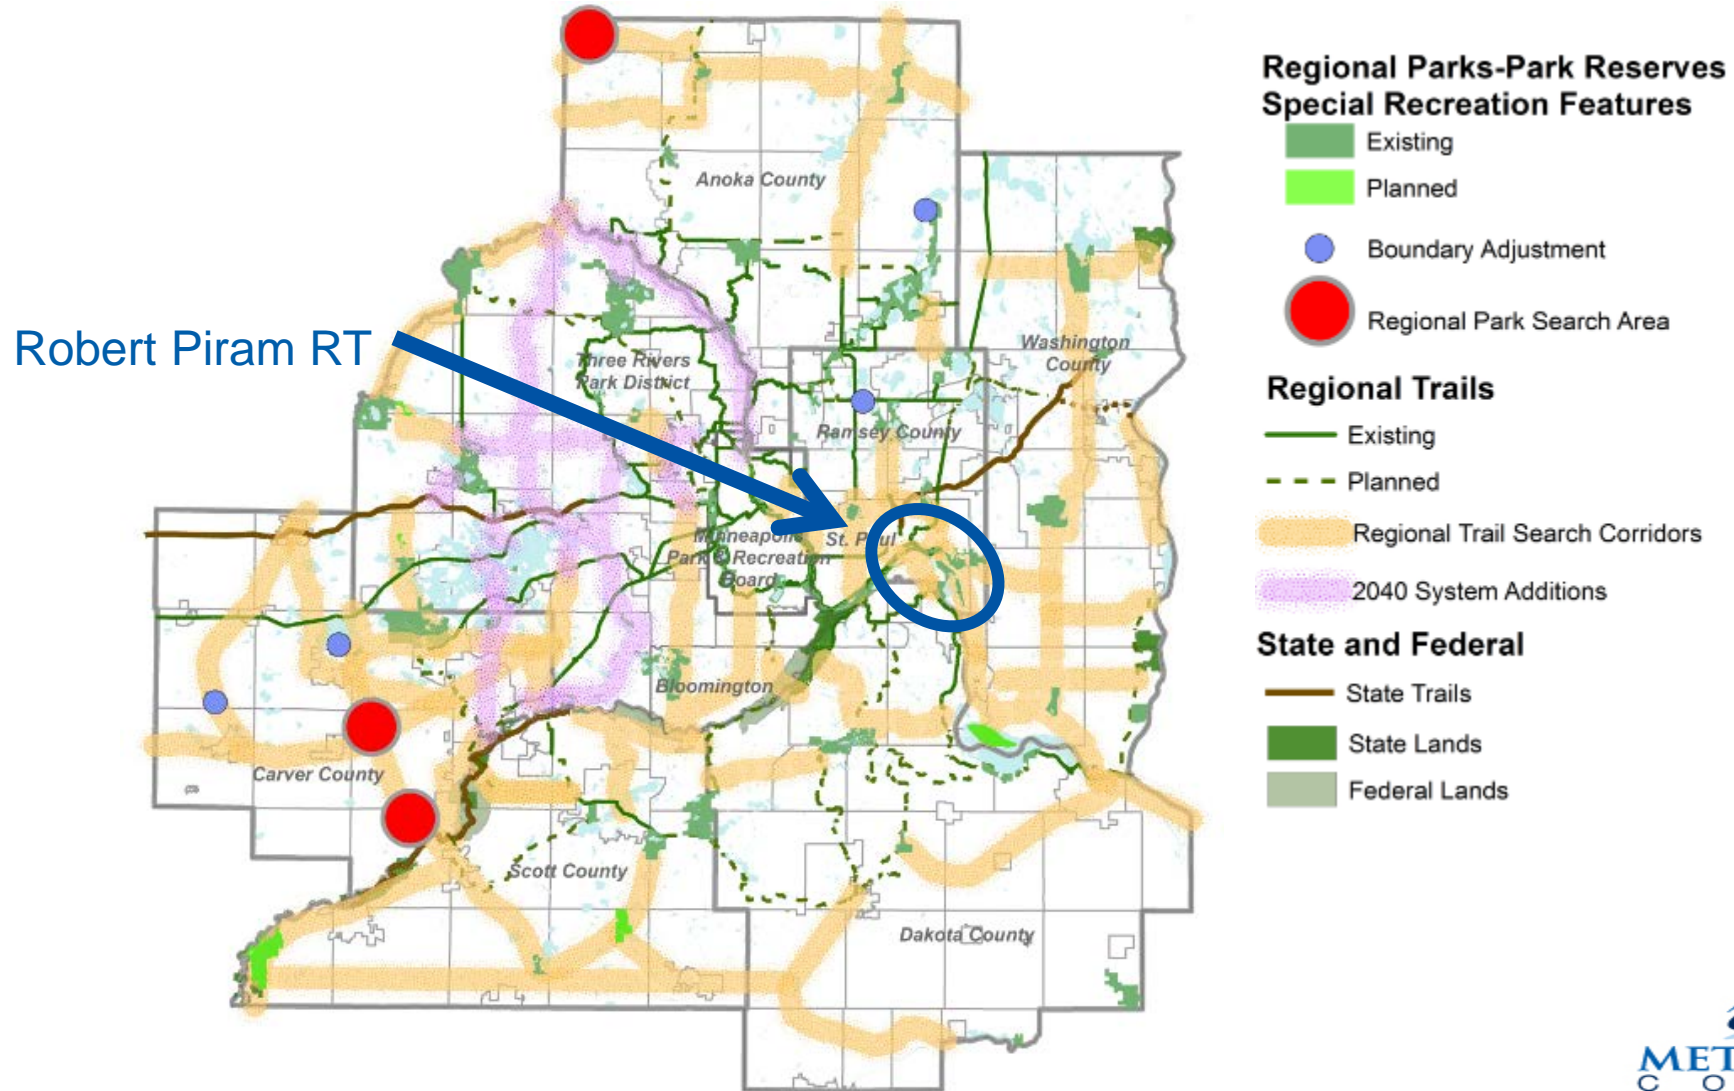 Robert Piram RT
Anoka County
Three Rivers
Park District
Washington
County
Ramsey County
Minneapolis
Park & Recreation
Board
St. Paul
Bloomington
Carver County
Scott County
Dakota County
Regional Parks-Park Reserves
Special Recreation Features
Existing
Planned
Boundary Adjustment
Regional Park Search Area
Regional Trails
Existing
Planned
Regional Trail Search Corridors
2040 System Additions
State and Federal
State Trails
State Lands
Federal Lands
MET
C O